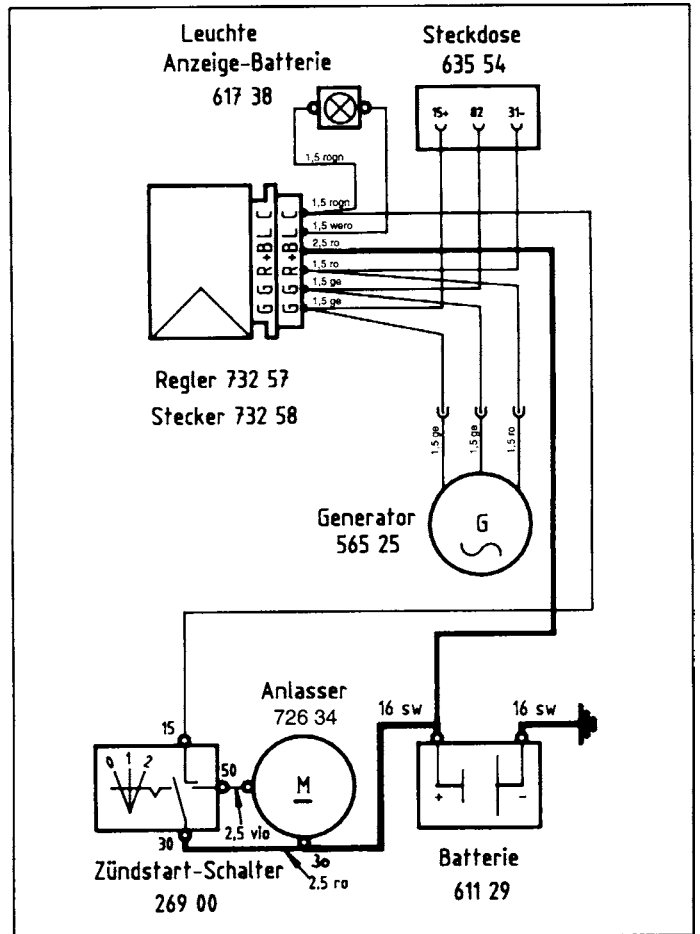 Leuchte
Anzeige-Batterie
617 38
Steckdose
635 54
15+ 82 31-
1,5 rogn
1,5 rogn
1,5 wero
2,5 ro
1,5 ro
1,5 ge
1,5 ge
C C
L L
+B +B
R R
G G
G G
Regler 732 57
Stecker 732 58
1,5 ge
1,5 ge
1,5 ro
Generator
565 25
G
Anlasser
726 34
16 sw
16 sw
15
0 1 2
50
M
2,5 vio
30
30
2,5 ro
+ -
Zündstart-Schalter
269 00
Batterie
611 29